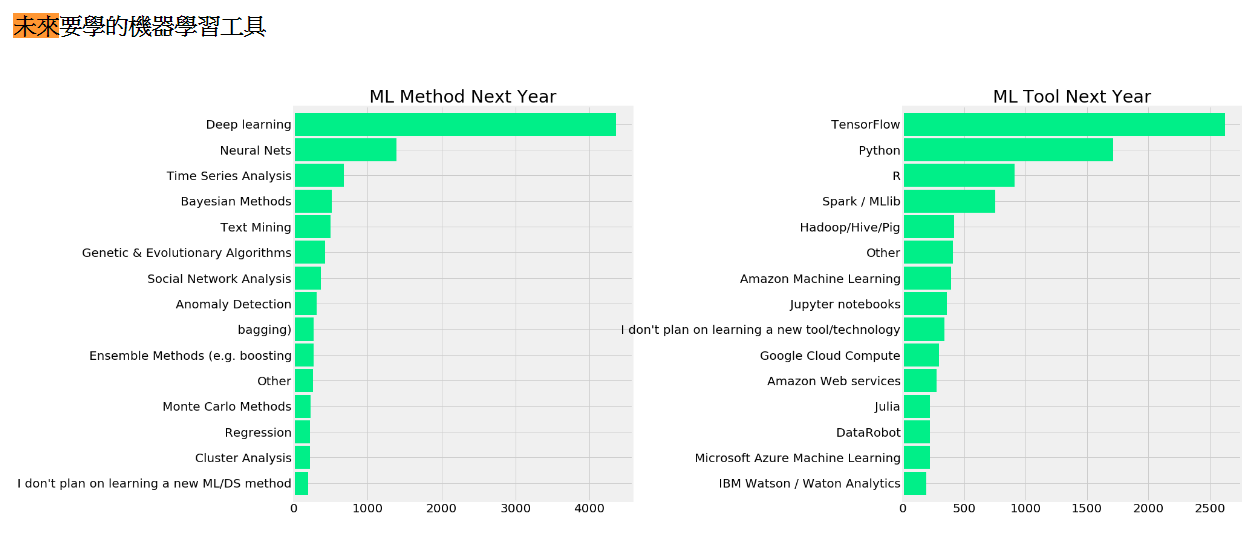 未來要學的機器學習工具
ML Method Next Year
Deep learning
Neural Nets
Time Series Analysis
Bayesian Methods
Text Mining
Genetic & Evolutionary Algorithms
Social Network Analysis
Anomaly Detection
bagging)
Ensemble Methods (e.g. boosting
Other
Monte Carlo Methods
Regression
Cluster Analysis
I don't plan on learning a new ML/DS method
0 1000 2000 3000 4000
ML Tool Next Year
TensorFlow
Python
R
Spark / MLlib
Hadoop/Hive/Pig
Other
Amazon Machine Learning
Jupyter notebooks
I don't plan on learning a new tool/technology
Google Cloud Compute
Amazon Web services
Julia
DataRobot
Microsoft Azure Machine Learning
IBM Watson / Waton Analytics
0 500 1000 1500 2000 2500